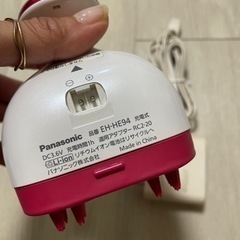 Panasonic 品番 EH-HE94 充電式
DC3.6V 充電時間1h 適用アダプター RC2-20
Li-ion リチウムイオン電池はリサイクルへ
パナソニック株式会社 Made in China